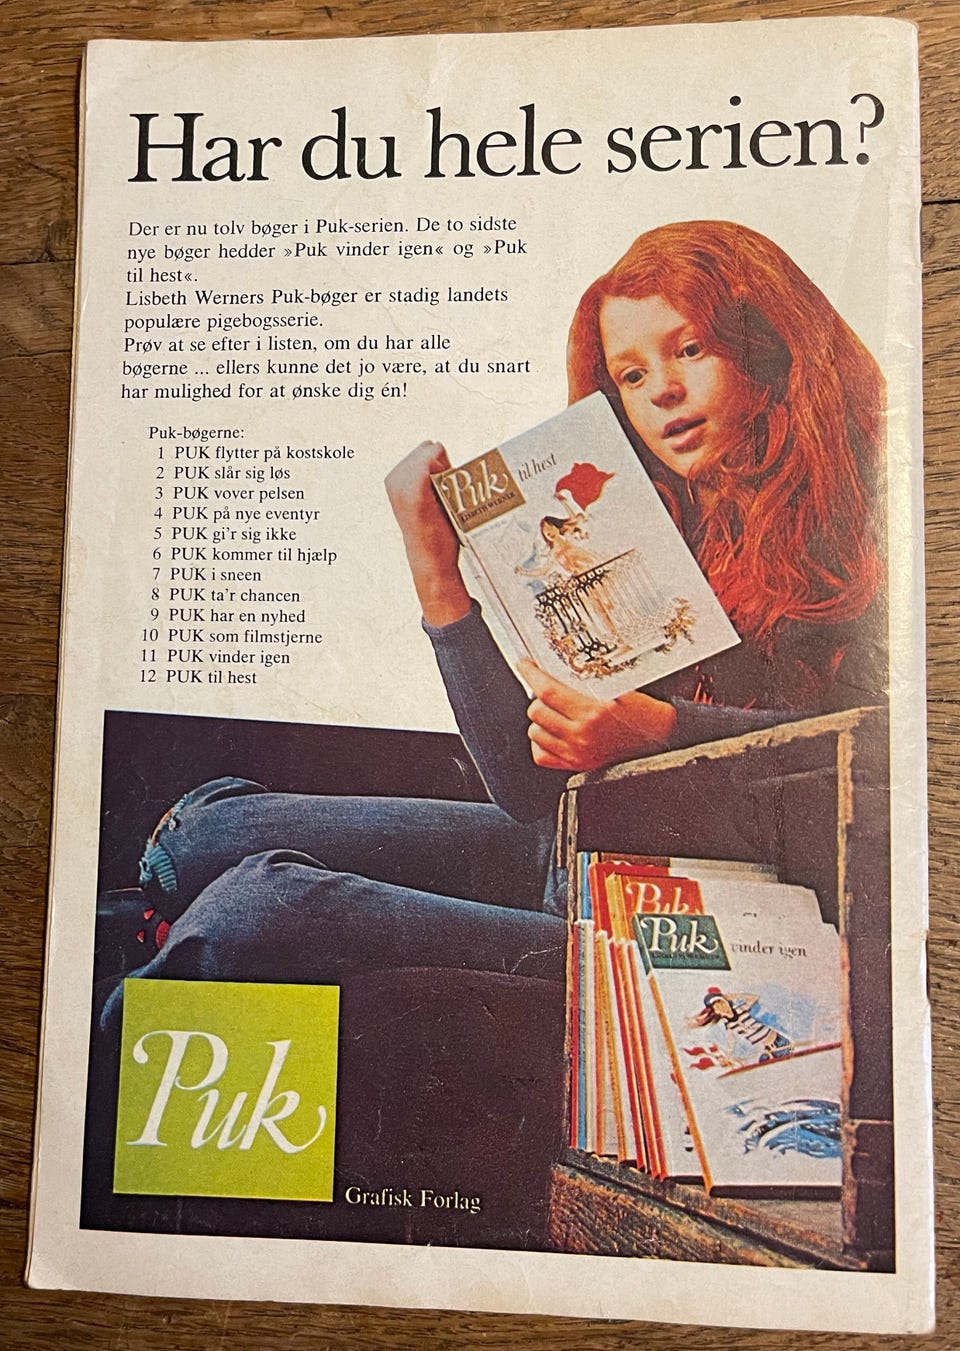 Har du hele serien?
Der er nu tolv bøger i Puk-serien. De to sidste
nye bøger hedder »Puk vinder igen« og »Puk
til hest«.
Lisbeth Werners Puk-bøger er stadig landets
populære pigebogsserie.
Prøv at se efter i listen, om du har alle
bøgerne ... ellers kunne det jo være, at du snart
har mulighed for at ønske dig én!
Puk-bøgerne:
1 PUK flytter på kostskole
2 PUK slår sig løs
3 PUK vover pelsen
4 PUK på nye eventyr
5 PUK gi'r sig ikke
6 PUK kommer til hjælp
7 PUK i sneen
8 PUK ta'r chancen
9 PUK har en nyhed
10 PUK som filmstjerne
11 PUK vinder igen
12 PUK til hest
Puk til hest
LISBETH WERNER
Puk
Puk vinder igen
Puk
Grafisk Forlag